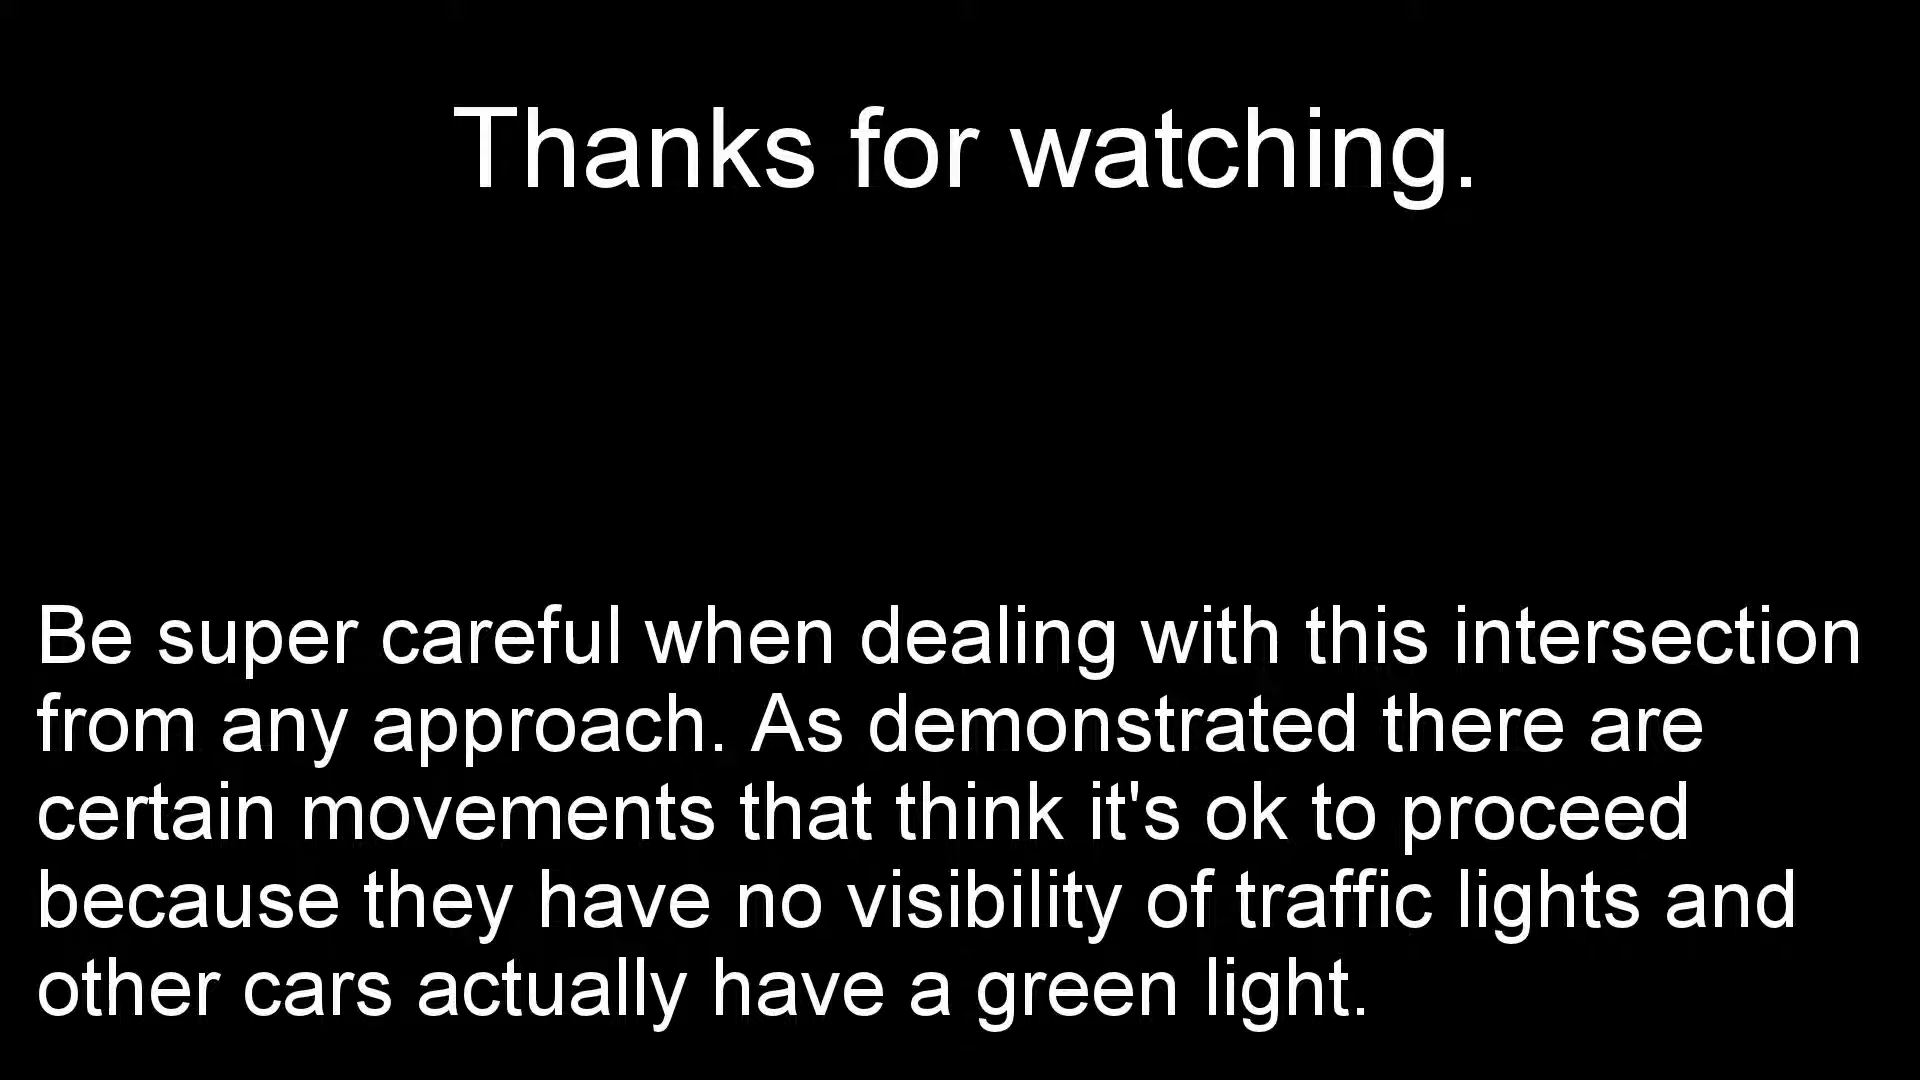 Thanks for watching.
Be super careful when dealing with this intersection
from any approach. As demonstrated there are
certain movements that think it's ok to proceed
because they have no visibility of traffic lights and
other cars actually have a green light.